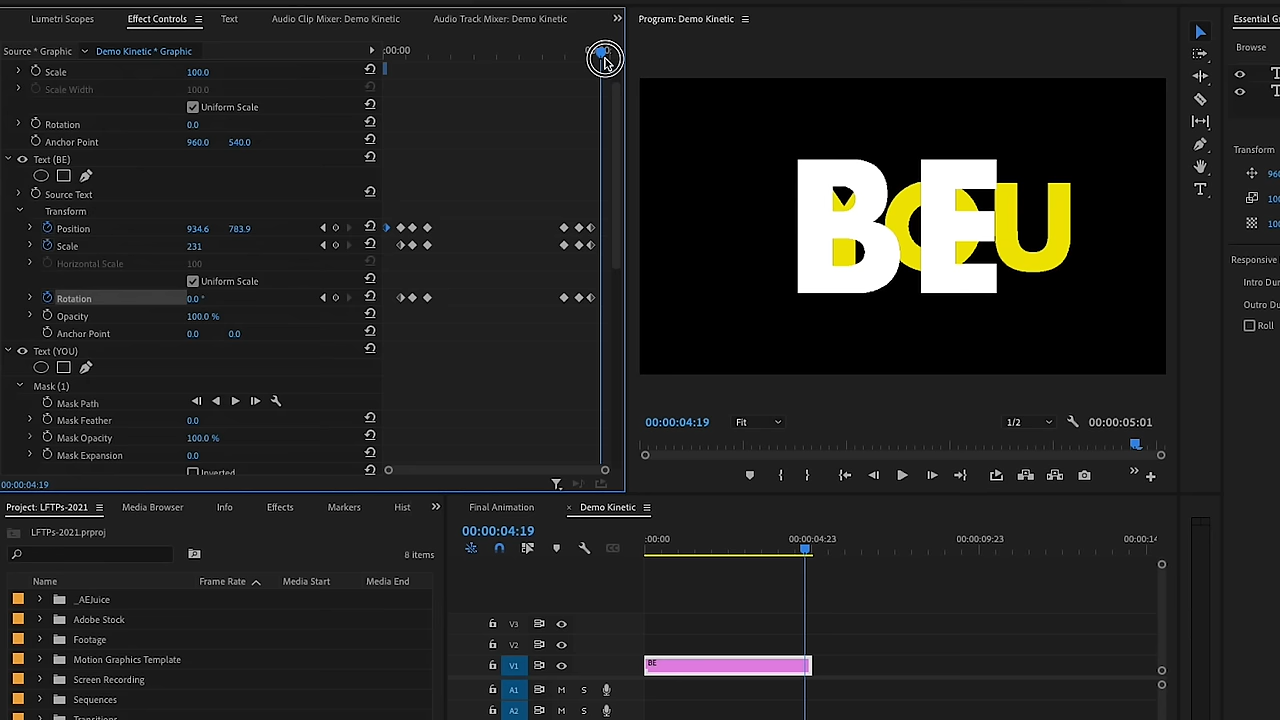 Lumetri Scopes Effect Controls Text Audio Clip Mixer: Demo Kinetic Audio Track Mixer: Demo Kinetic
Program: Demo Kinetic
Essential Gr
Source * Graphic Demo Kinetic * Graphic :00:00
Browse
Scale 100.0
Scale Width 100.0
Uniform Scale
Rotation 0.0
Anchor Point 960.0 540.0
Text (BE)
Source Text
Transform
Position 934.6 783.9
Scale 231
Horizontal Scale 100
Uniform Scale
Rotation 0.0 °
Opacity 100.0 %
Anchor Point 0.0 0.0
Text (YOU)
Mask (1)
Mask Path
Mask Feather 0.0
Mask Opacity 100.0 %
Mask Expansion 0.0
Inverted
00:00:04:19
BE
YOU
00:00:04:19 Fit 1/2 00:00:05:01
T
T
Transform
960
100
100
Responsive
Intro Dur
Outro Du
Roll
Project: LFTPs-2021 Media Browser Info Effects Markers Hist
LFTPs-2021.prproj
8 items
Name Frame Rate Media Start Media End
_AEJuice
Adobe Stock
Footage
Motion Graphics Template
Screen Recording
Sequences
Transitions
Final Animation × Demo Kinetic
00:00:04:19
:00:00 00:00:04:23 00:00:09:23 00:00:14
V3
V2
V1 BE
A1 M S
A2 M S